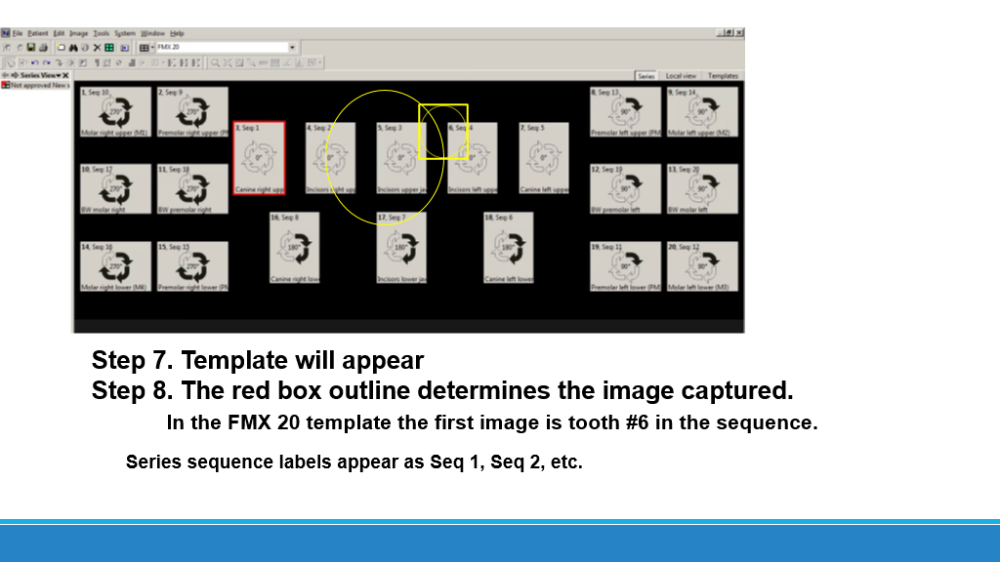 File Patient Edit Image Tools System Window Help
FMX 20
Series View
Series Local view Templates
Not approved New
1, Seq: 10
270°
Molar right upper (M1)
2, Seq: 9
270°
Premolar right upper
3, Seq: 1
0°
Canine right upp
4, Seq: 2
0°
Incisors right up
5, Seq: 3
0°
Incisors upper ja
6, Seq: 4
0°
Incisors left upp
7, Seq: 5
0°
Canine left uppe
8, Seq: 13
90°
Premolar left upper (PM
9, Seq: 14
90°
Molar left upper (M2)
10, Seq: 17
270°
BW molar right
11, Seq: 18
270°
BW premolar right
12, Seq: 19
90°
BW premolar left
13, Seq: 20
90°
BW molar left
16, Seq: 8
180°
Canine right lowe
17, Seq: 7
180°
Incisors lower jav
18, Seq: 6
180°
Canine left lower
14, Seq: 16
270°
Molar right lower (M4)
15, Seq: 15
270°
Premolar right lower
19, Seq: 11
90°
Premolar left lower (PM
20, Seq: 12
90°
Molar left lower (M3)
Step 7. Template will appear
Step 8. The red box outline determines the image captured.
In the FMX 20 template the first image is tooth #6 in the sequence.
Series sequence labels appear as Seq 1, Seq 2, etc.